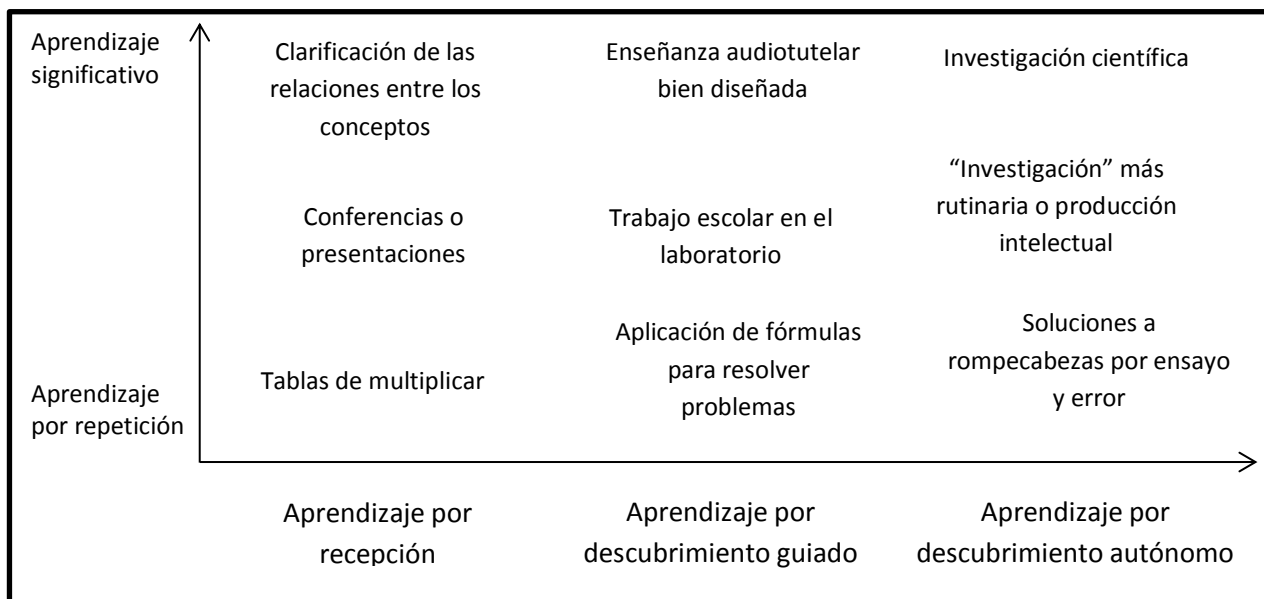 Aprendizaje
significativo
Clarificación de las
relaciones entre los
conceptos
Enseñanza audiotutelar
bien diseñada
Investigación científica
Conferencias o
presentaciones
Trabajo escolar en el
laboratorio
“Investigación” más
rutinaria o producción
intelectual
Aprendizaje
por repetición
Tablas de multiplicar
Aplicación de fórmulas
para resolver
problemas
Soluciones a
rompecabezas por ensayo
y error
Aprendizaje por
recepción
Aprendizaje por
descubrimiento guiado
Aprendizaje por
descubrimiento autónomo